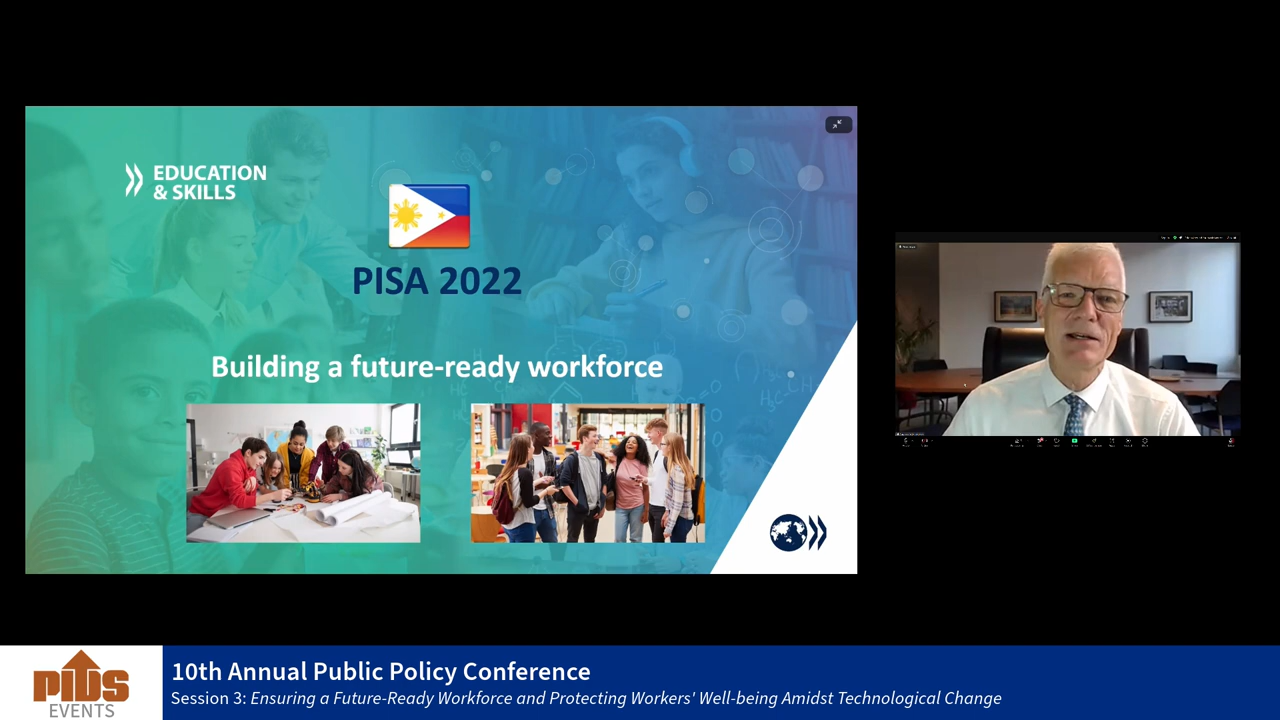 EDUCATION
& SKILLS
PISA 2022
Building a future-ready workforce
PIDS
EVENTS
10th Annual Public Policy Conference
Session 3: Ensuring a Future-Ready Workforce and Protecting Workers' Well-being Amidst Technological Change